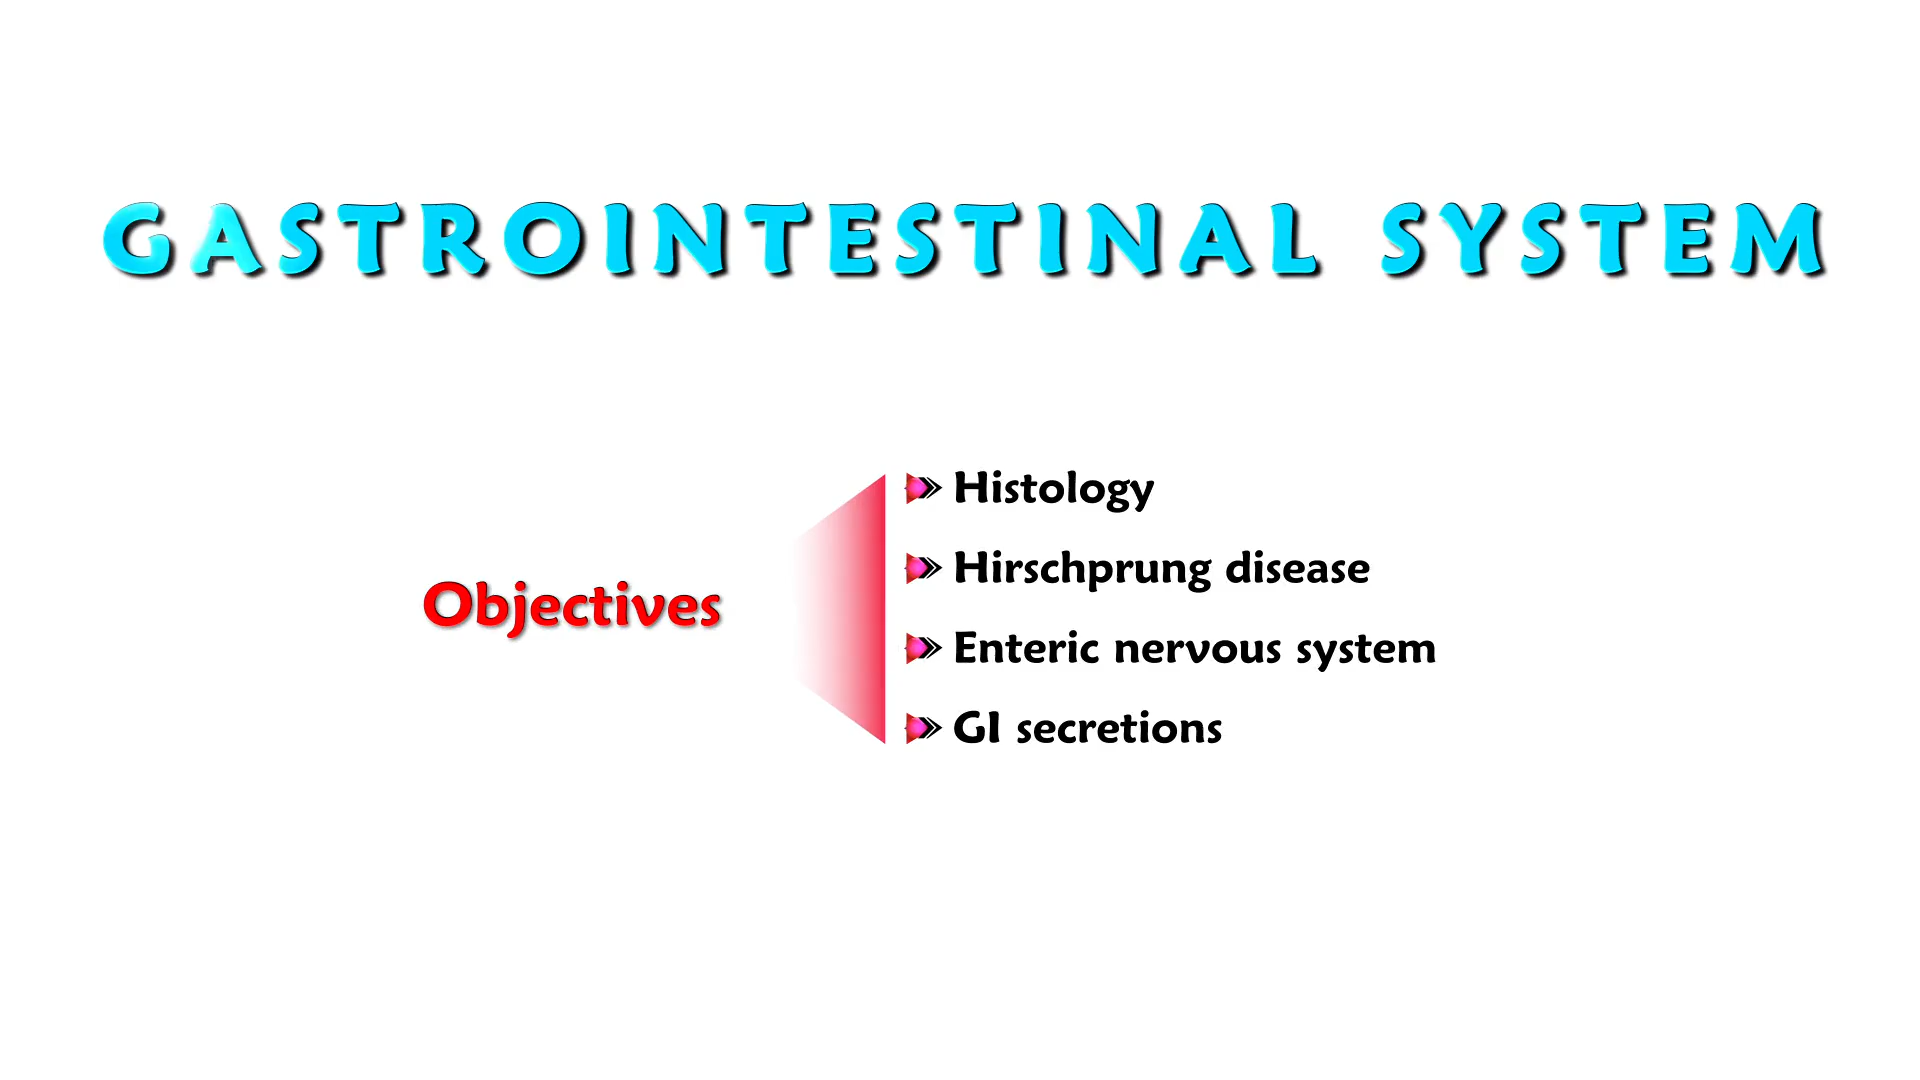 GASTROINTESTINAL SYSTEM
Objectives
Histology
Hirschprung disease
Enteric nervous system
GI secretions